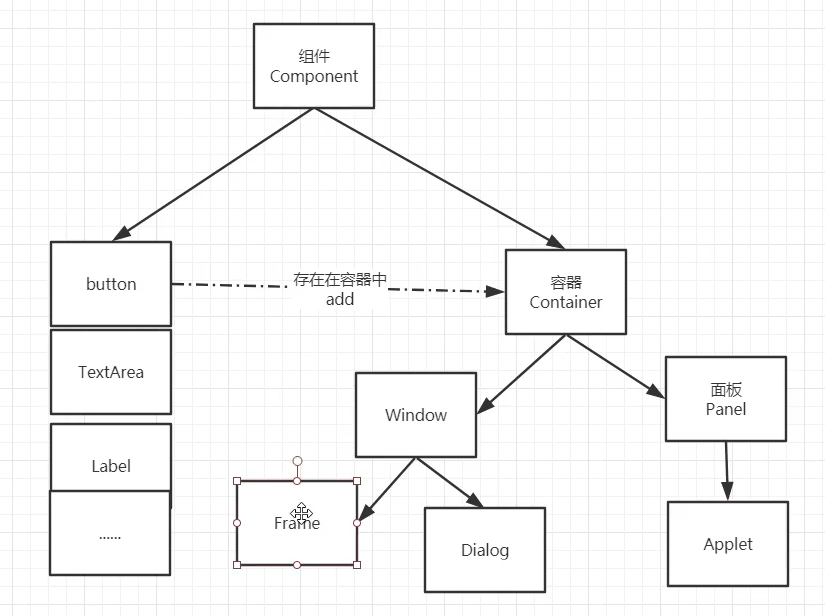 组件
Component
button
存在在容器中
add
容器
Container
TextArea
Window
面板
Panel
Label
Frame
Dialog
Applet
......